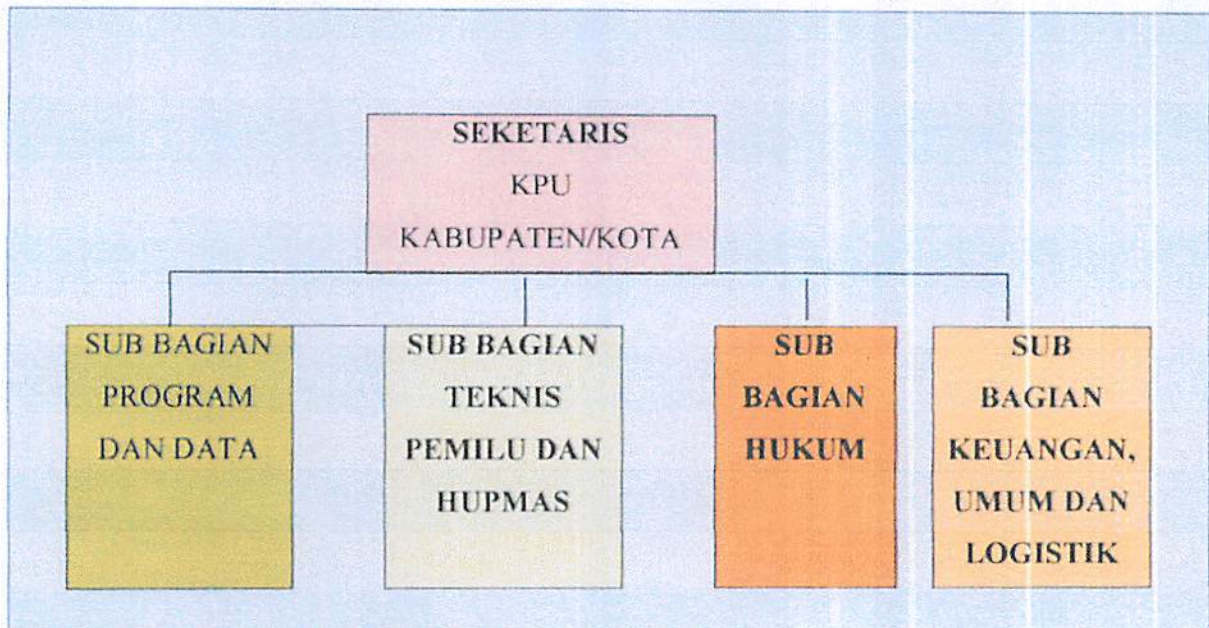 SEKETARIS
KPU
KABUPATEN/KOTA
SUB BAGIAN
PROGRAM
DAN DATA
SUB BAGIAN
TEKNIS
PEMILU DAN
HUPMAS
SUB
BAGIAN
HUKUM
SUB
BAGIAN
KEUANGAN,
UMUM DAN
LOGISTIK